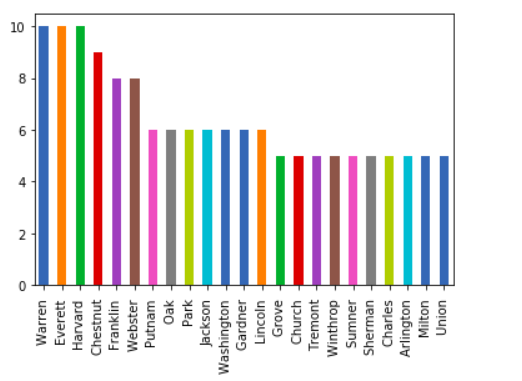 10
8
6
4
2
0
Warren
Everett
Harvard
Chestnut
Franklin
Webster
Putnam
Oak
Park
Jackson
Washington
Gardner
Lincoln
Grove
Church
Tremont
Winthrop
Sumner
Sherman
Charles
Arlington
Milton
Union